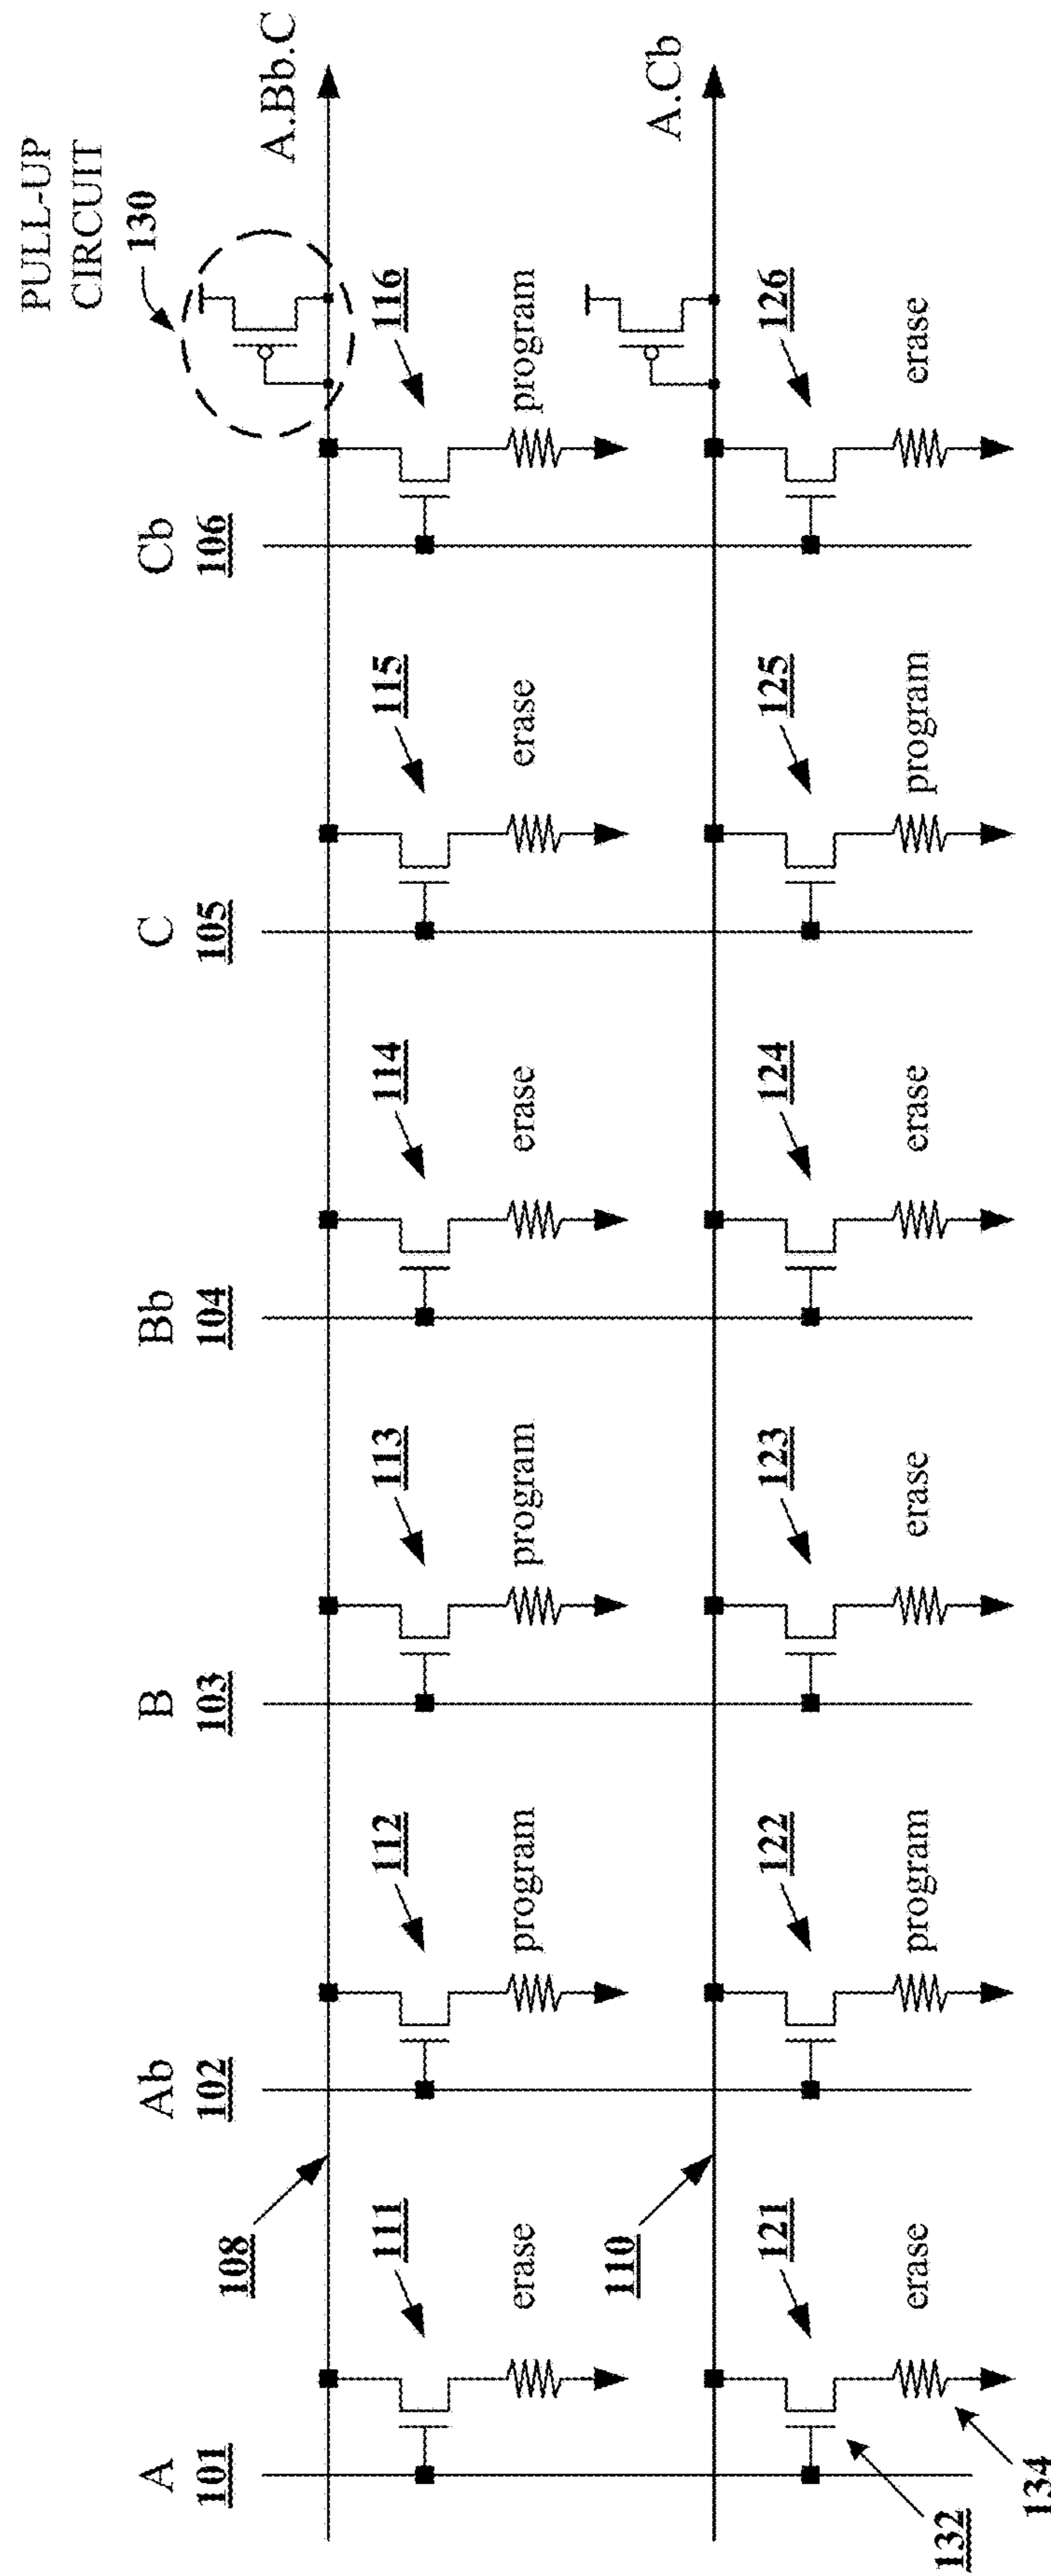 PULL-UP
CIRCUIT
130
A Ab B Bb C Cb
101 102 103 104 105 106
A.Bb.C
108
111 112 113 114 115 116
erase program program erase erase program
A.Cb
110
121 122 123 124 125 126
erase program erase erase program erase
132
134